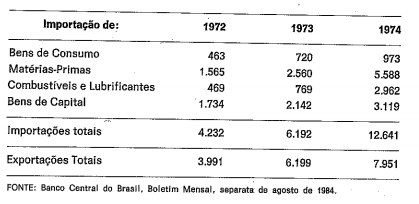 Importação de: 1972 1973 1974
Bens de Consumo 463 720 973
Matérias-Primas 1.565 2.560 5.588
Combustíveis e Lubrificantes 469 769 2.962
Bens de Capital 1.734 2.142 3.119
Importações totais 4.232 6.192 12.641
Exportações Totais 3.991 6.199 7.951
FONTE: Banco Central do Brasil, Boletim Mensal, separata de agosto de 1984.